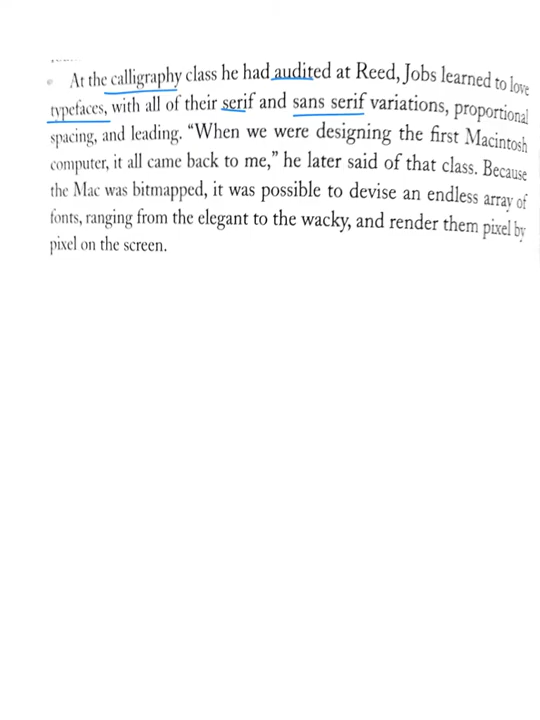 At the calligraphy class he had audited at Reed, Jobs learned to love
typefaces, with all of their serif and sans serif variations, proportional
spacing, and leading. “When we were designing the first Macintosh
computer, it all came back to me,” he later said of that class. Because
the Mac was bitmapped, it was possible to devise an endless array of
fonts, ranging from the elegant to the wacky, and render them pixel by
pixel on the screen.